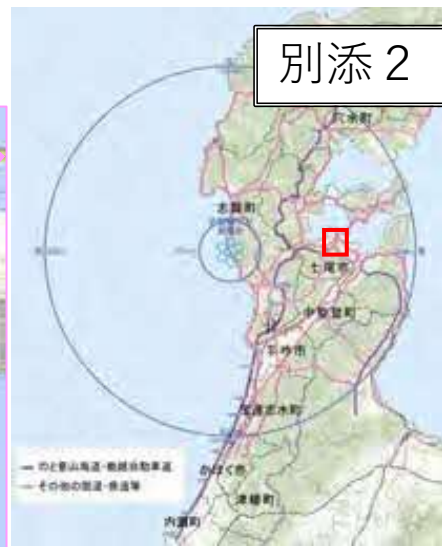 別添２
穴水町
志賀町
七尾市
中能登町
羽咋市
宝達志水町
かほく市
津幡町
内灘町
のと里山海道・能越自動車道
その他の国道・県道等